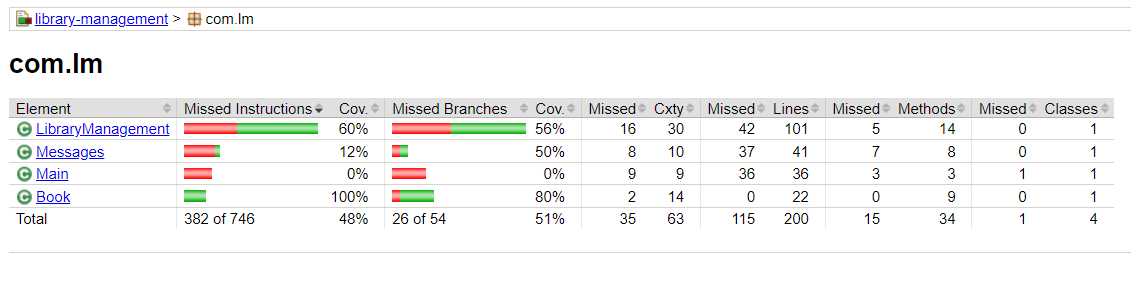 library-management > com.lm
com.lm
Element Missed Instructions Cov. Missed Branches Cov. Missed Cxty Missed Lines Missed Methods Missed Classes
LibraryManagement 60% 56% 16 30 42 101 5 14 0 1
Messages 12% 50% 8 10 37 41 7 8 0 1
Main 0% 0% 9 9 36 36 3 3 1 1
Book 100% 80% 2 14 0 22 0 9 0 1
Total 382 of 746 48% 26 of 54 51% 35 63 115 200 15 34 1 4